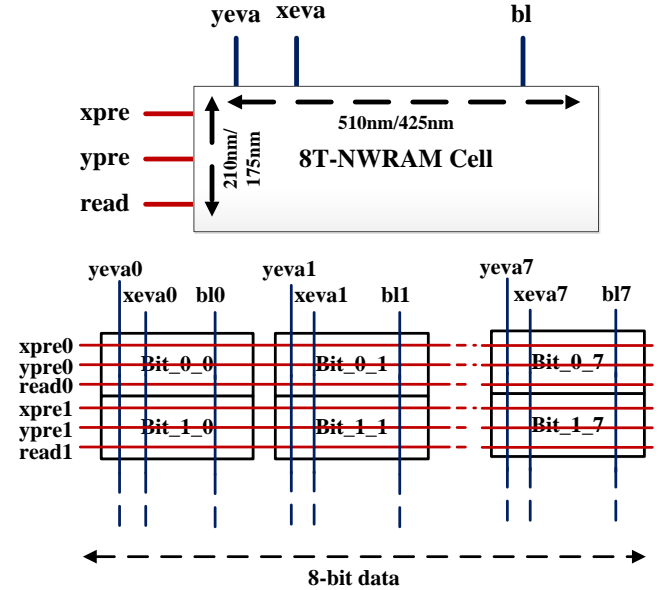 yeva xeva bl
xpre
510nm/425nm
210nm/
175nm
ypre
8T-NWRAM Cell
read
yeva0 yeva1 yeva7
xeva0 bl0 xeva1 bl1 xeva7 bl7
xpre0
ypre0 Bit_0_0 Bit_0_1 Bit_0_7
read0
xpre1
ypre1 Bit_1_0 Bit_1_1 Bit_1_7
read1
8-bit data